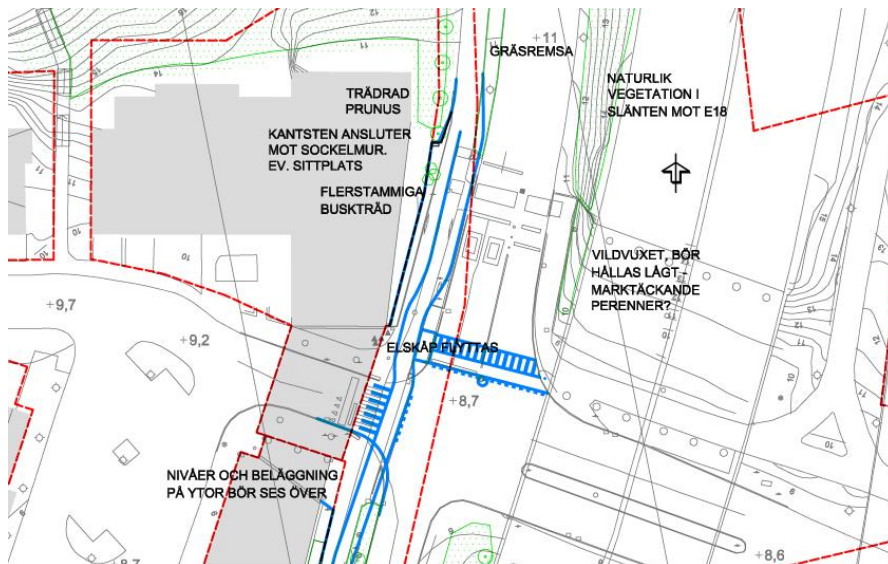 +11
GRÄSREMSA
TRÄDRAD
PRUNUS
NATURLIK
VEGETATION I
SLÄNTEN MOT E18
KANTSTEN ANSLUTER
MOT SOCKELMUR.
EV. SITTPLATS
FLERSTAMMIGA
BUSKTRÄD
VILDVUXET, BÖR
HÅLLAS LÅGT -
MARKTÄCKANDE
PERENNER?
+9,7
+9,2
ELSKÅP FLYTTAS
+8,7
NIVÅER OCH BELÄGGNING
PÅ YTOR BÖR SES ÖVER
+8,7
+8,6